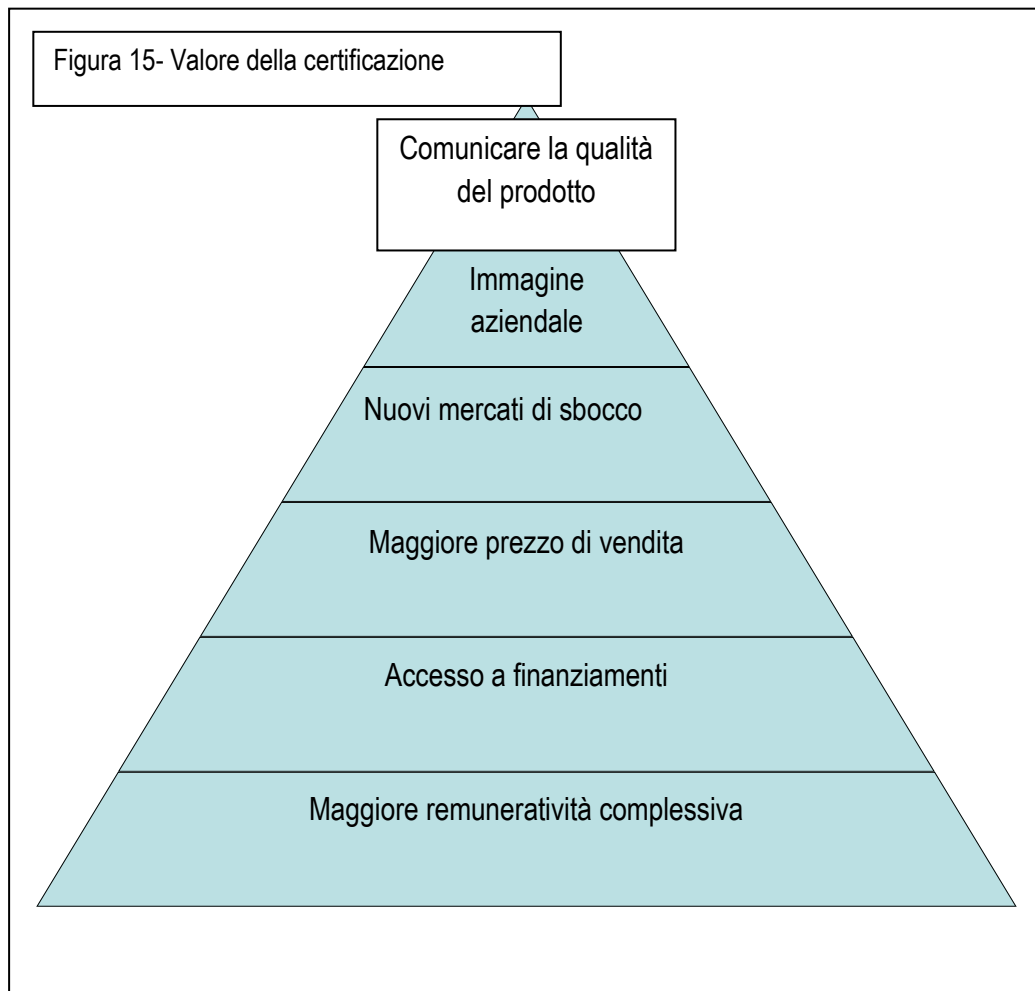 Figura 15- Valore della certificazione
Comunicare la qualità
del prodotto
Immagine
aziendale
Nuovi mercati di sbocco
Maggiore prezzo di vendita
Accesso a finanziamenti
Maggiore remuneratività complessiva